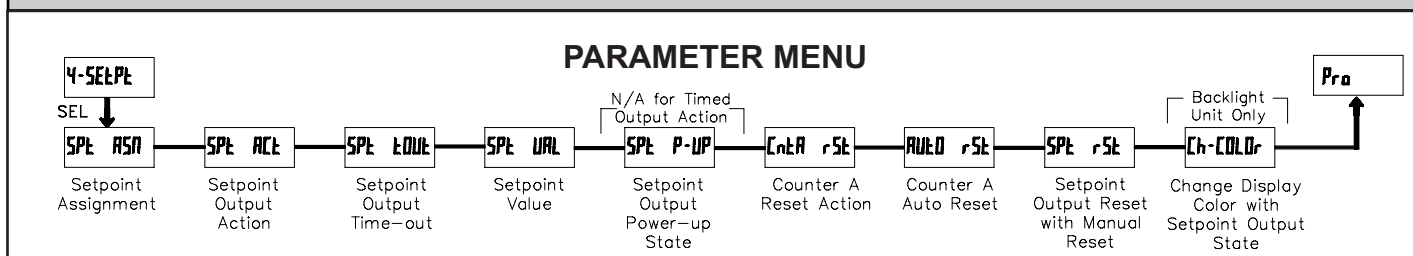 PARAMETER MENU
4-SEtPt
Pro
SEL
N/A for Timed
Output Action
Backlight
Unit Only
SPt ASN
SPt ACt
SPt tOUt
SPt VAL
SPt P-UP
CntA rSt
AUtO rSt
SPt rSt
Ch-COLOr
Setpoint
Assignment
Setpoint
Output
Action
Setpoint
Output
Time-out
Setpoint
Value
Setpoint
Output
Power-up
State
Counter A
Reset Action
Counter A
Auto Reset
Setpoint
Output Reset
with Manual
Reset
Change Display
Color with
Setpoint Output
State